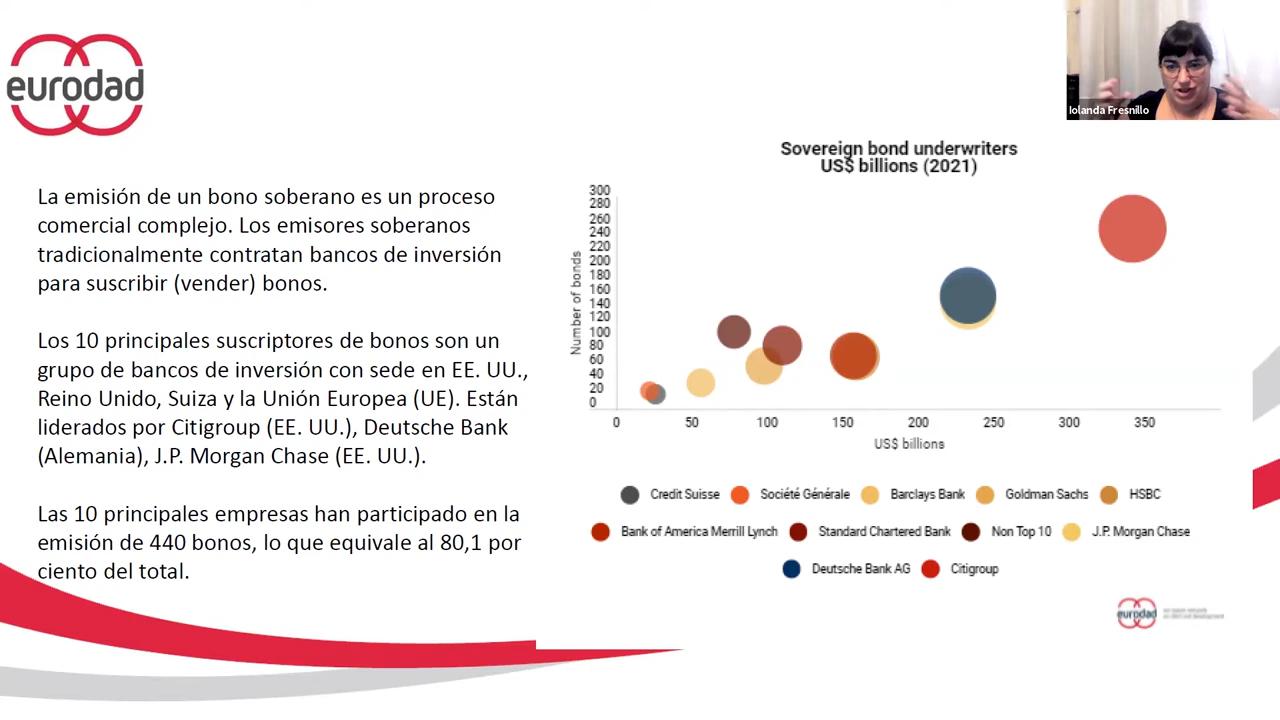 eurodad
Iolanda Fresnillo
La emisión de un bono soberano es un proceso
comercial complejo. Los emisores soberanos
tradicionalmente contratan bancos de inversión
para suscribir (vender) bonos.
Los 10 principales suscriptores de bonos son un
grupo de bancos de inversión con sede en EE. UU.,
Reino Unido, Suiza y la Unión Europea (UE). Están
liderados por Citigroup (EE. UU.), Deutsche Bank
(Alemania), J.P. Morgan Chase (EE. UU.).
Las 10 principales empresas han participado en la
emisión de 440 bonos, lo que equivale al 80,1 por
ciento del total.
Sovereign bond underwriters
US$ billions (2021)
Number of bonds
300
280
260
240
220
200
180
160
140
120
100
80
60
40
20
0
0 50 100 150 200 250 300 350
US$ billions
Credit Suisse Société Générale Barclays Bank Goldman Sachs HSBC
Bank of America Merrill Lynch Standard Chartered Bank Non Top 10 J.P. Morgan Chase
Deutsche Bank AG Citigroup
eurodad